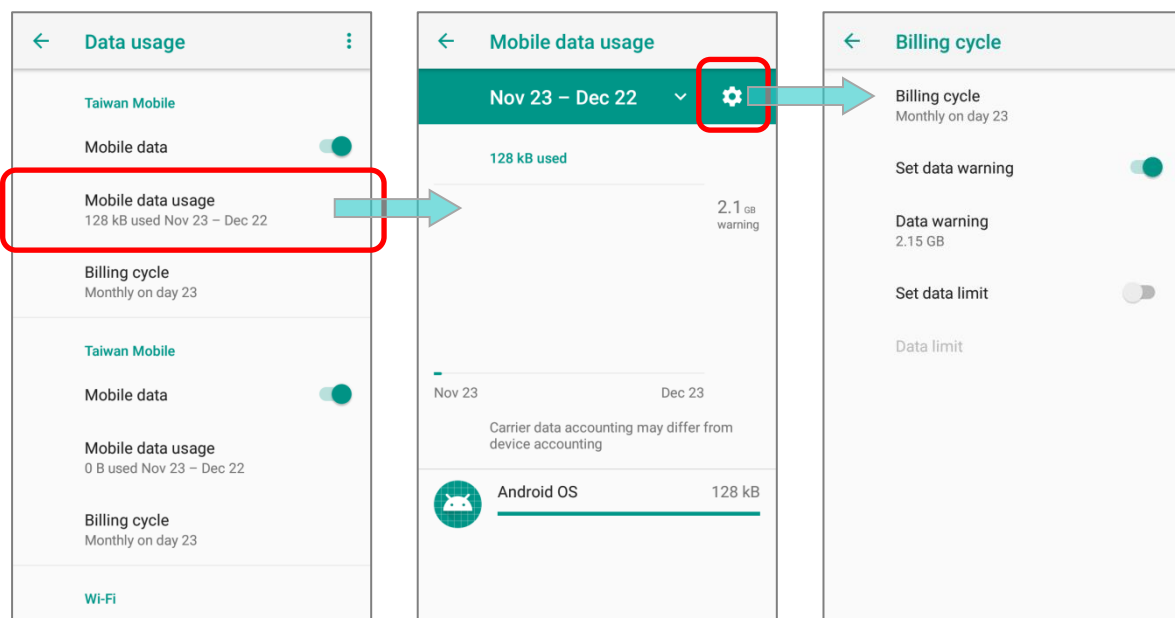 Data usage
Taiwan Mobile
Mobile data
Mobile data usage
128 kB used Nov 23 – Dec 22
Billing cycle
Monthly on day 23
Taiwan Mobile
Mobile data
Mobile data usage
0 B used Nov 23 – Dec 22
Billing cycle
Monthly on day 23
Wi-Fi
Mobile data usage
Nov 23 – Dec 22
128 kB used
2.1 GB
warning
Nov 23 Dec 23
Carrier data accounting may differ from
device accounting
Android OS 128 kB
Billing cycle
Billing cycle
Monthly on day 23
Set data warning
Data warning
2.15 GB
Set data limit
Data limit